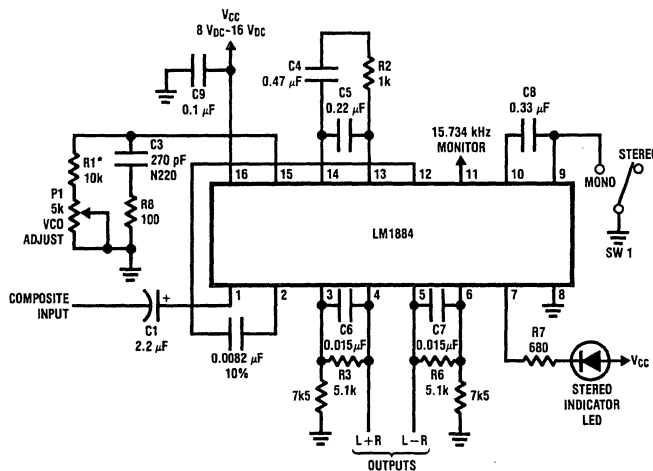 VCC
8 VDC–16 VDC
C9
0.1 µF
C4
0.47 µF
R2
1k
C5
0.22 µF
C8
0.33 µF
15.734 kHz
MONITOR
STEREO
MONO
SW 1
R1*
10k
C3
270 pF
N220
P1
5k
VCO
ADJUST
R8
100
16 15 14 13 12 11 10 9
LM1884
1 2 3 4 5 6 7 8
COMPOSITE
INPUT
+
C1
2.2 µF
0.0082 µF
10%
C6
0.015µF
R3
5.1k
7k5
C7
0.015µF
R6
5.1k
7k5
R7
680
VCC
STEREO
INDICATOR
LED
L+R L–R
OUTPUTS